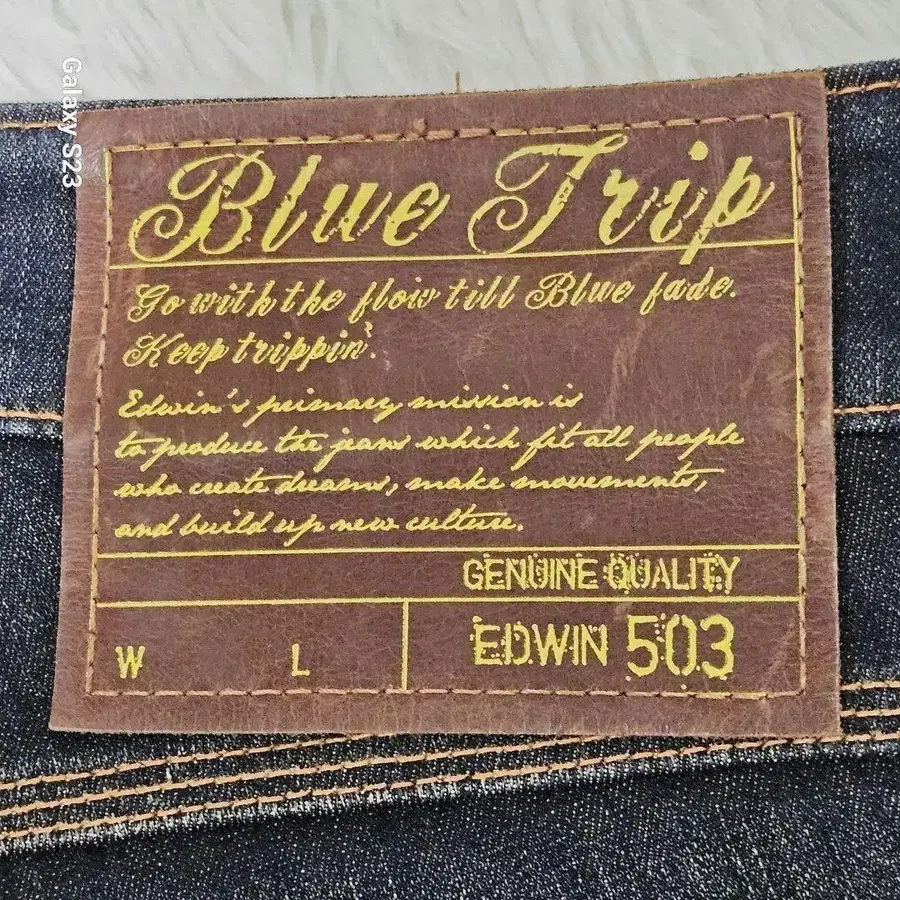 Galaxy S23
Blue Trip
Go with the flow till Blue fade.
Keep trippin'.
Edwin's primary mission is
to produce the jeans which fit all people
who create dreams, make movements,
and build up new culture.
GENUINE QUALITY
W L EDWIN 503